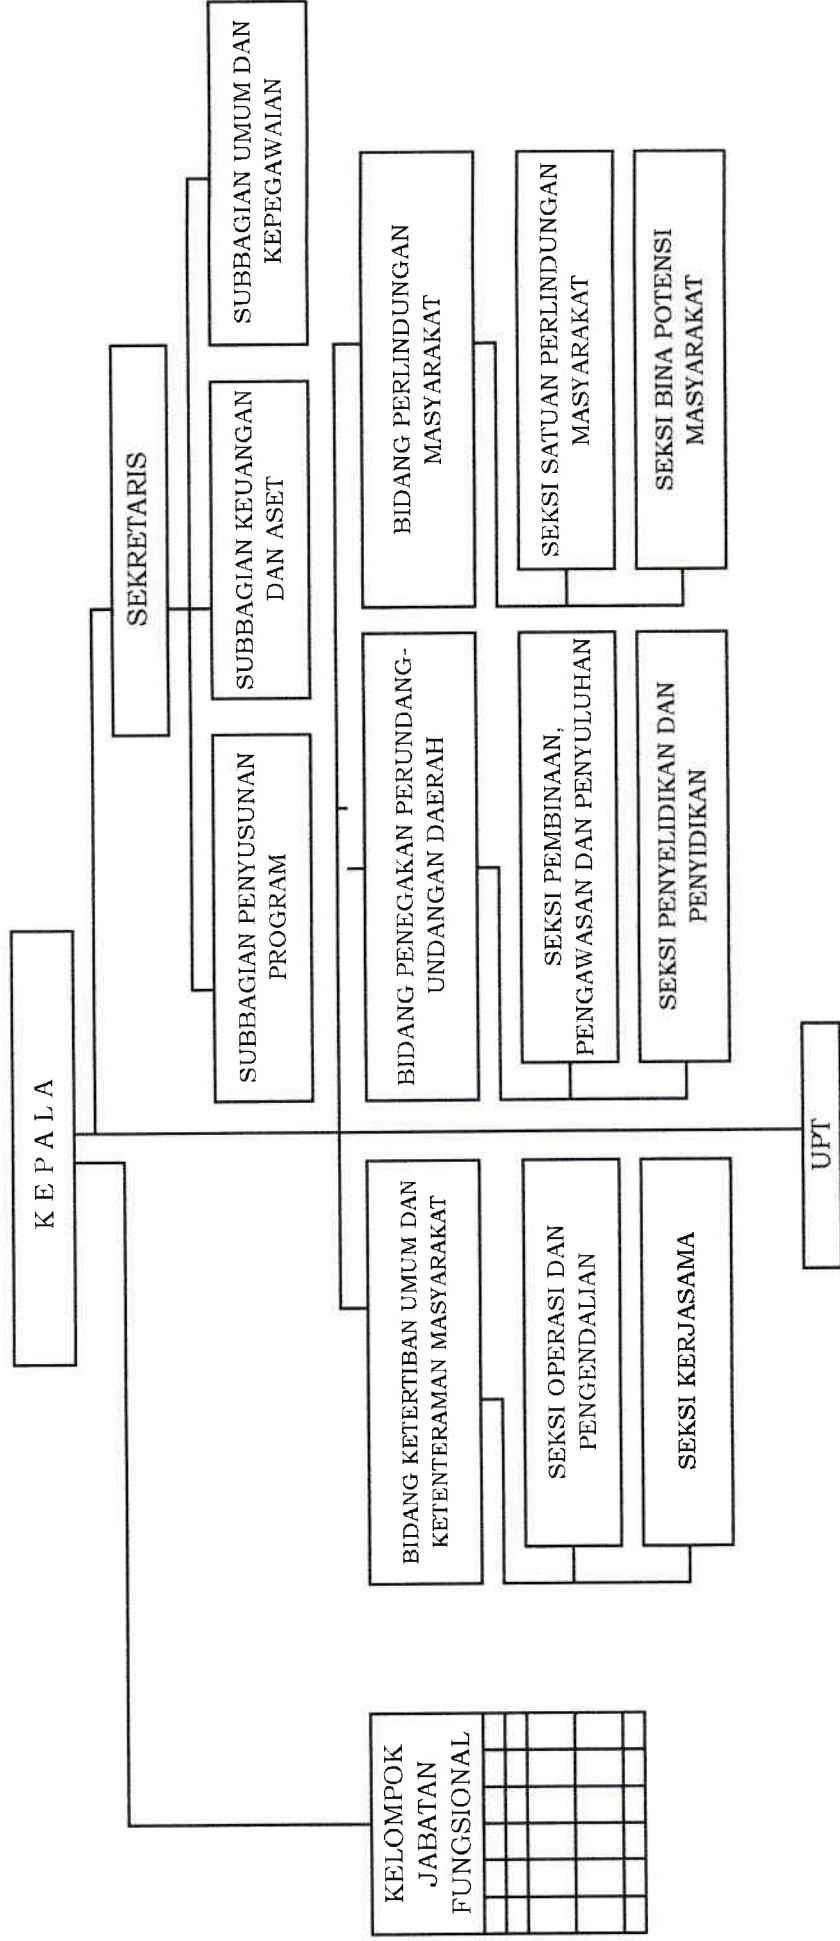 K E P A L A
SEKRETARIS
SUBBAGIAN PENYUSUNAN
PROGRAM
SUBBAGIAN KEUANGAN
DAN ASET
SUBBAGIAN UMUM DAN
KEPEGAWAIAN
KELOMPOK
JABATAN
FUNGSIONAL
BIDANG KETERTIBAN UMUM DAN
KETENTERAMAN MASYARAKAT
BIDANG PENEGAKAN PERUNDANG-
UNDANGAN DAERAH
BIDANG PERLINDUNGAN
MASYARAKAT
SEKSI OPERASI DAN
PENGENDALIAN
SEKSI PEMBINAAN,
PENGAWASAN DAN PENYULUHAN
SEKSI SATUAN PERLINDUNGAN
MASYARAKAT
SEKSI KERJASAMA
SEKSI PENYELIDIKAN DAN
PENYIDIKAN
SEKSI BINA POTENSI
MASYARAKAT
UPT